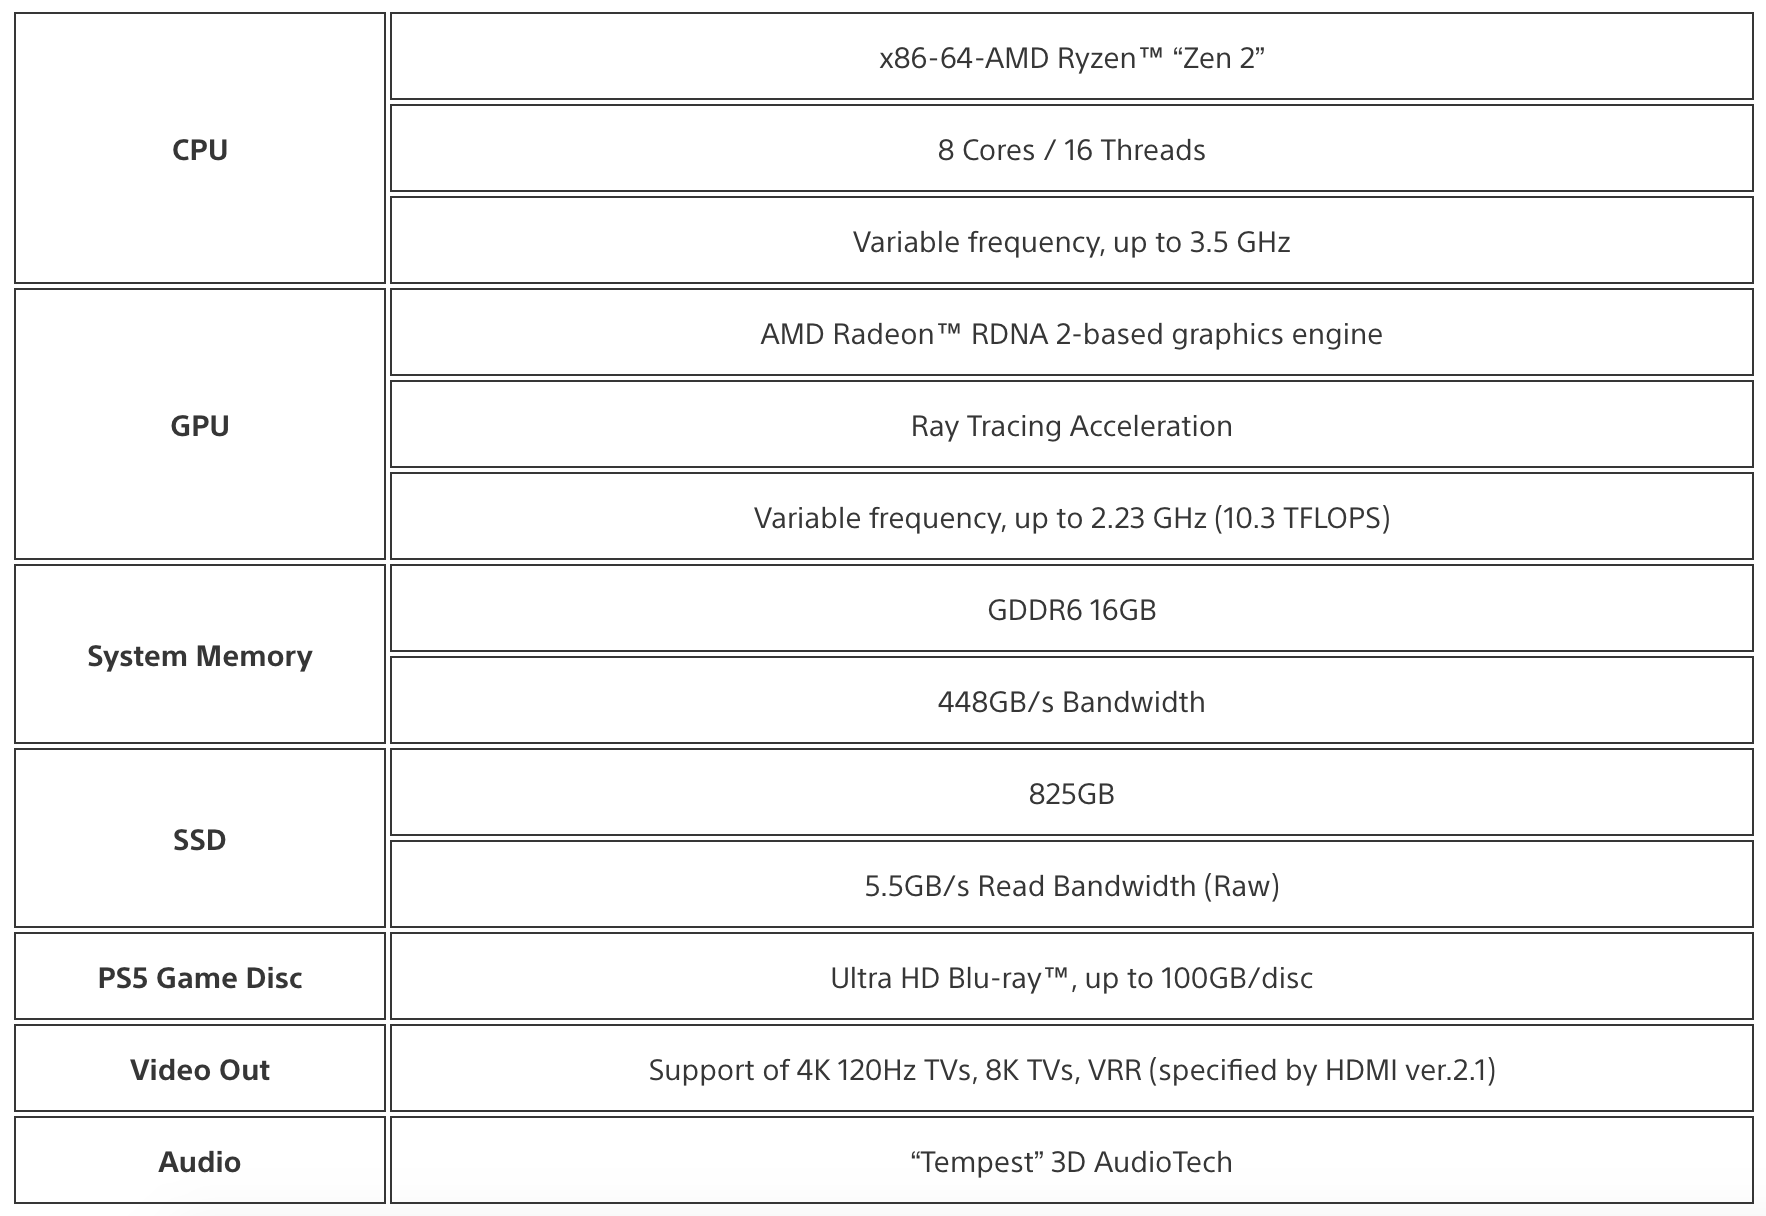 CPU
x86-64-AMD Ryzen™ “Zen 2”
8 Cores / 16 Threads
Variable frequency, up to 3.5 GHz
GPU
AMD Radeon™ RDNA 2-based graphics engine
Ray Tracing Acceleration
Variable frequency, up to 2.23 GHz (10.3 TFLOPS)
System Memory
GDDR6 16GB
448GB/s Bandwidth
SSD
825GB
5.5GB/s Read Bandwidth (Raw)
PS5 Game Disc
Ultra HD Blu-ray™, up to 100GB/disc
Video Out
Support of 4K 120Hz TVs, 8K TVs, VRR (specified by HDMI ver.2.1)
Audio
“Tempest” 3D AudioTech